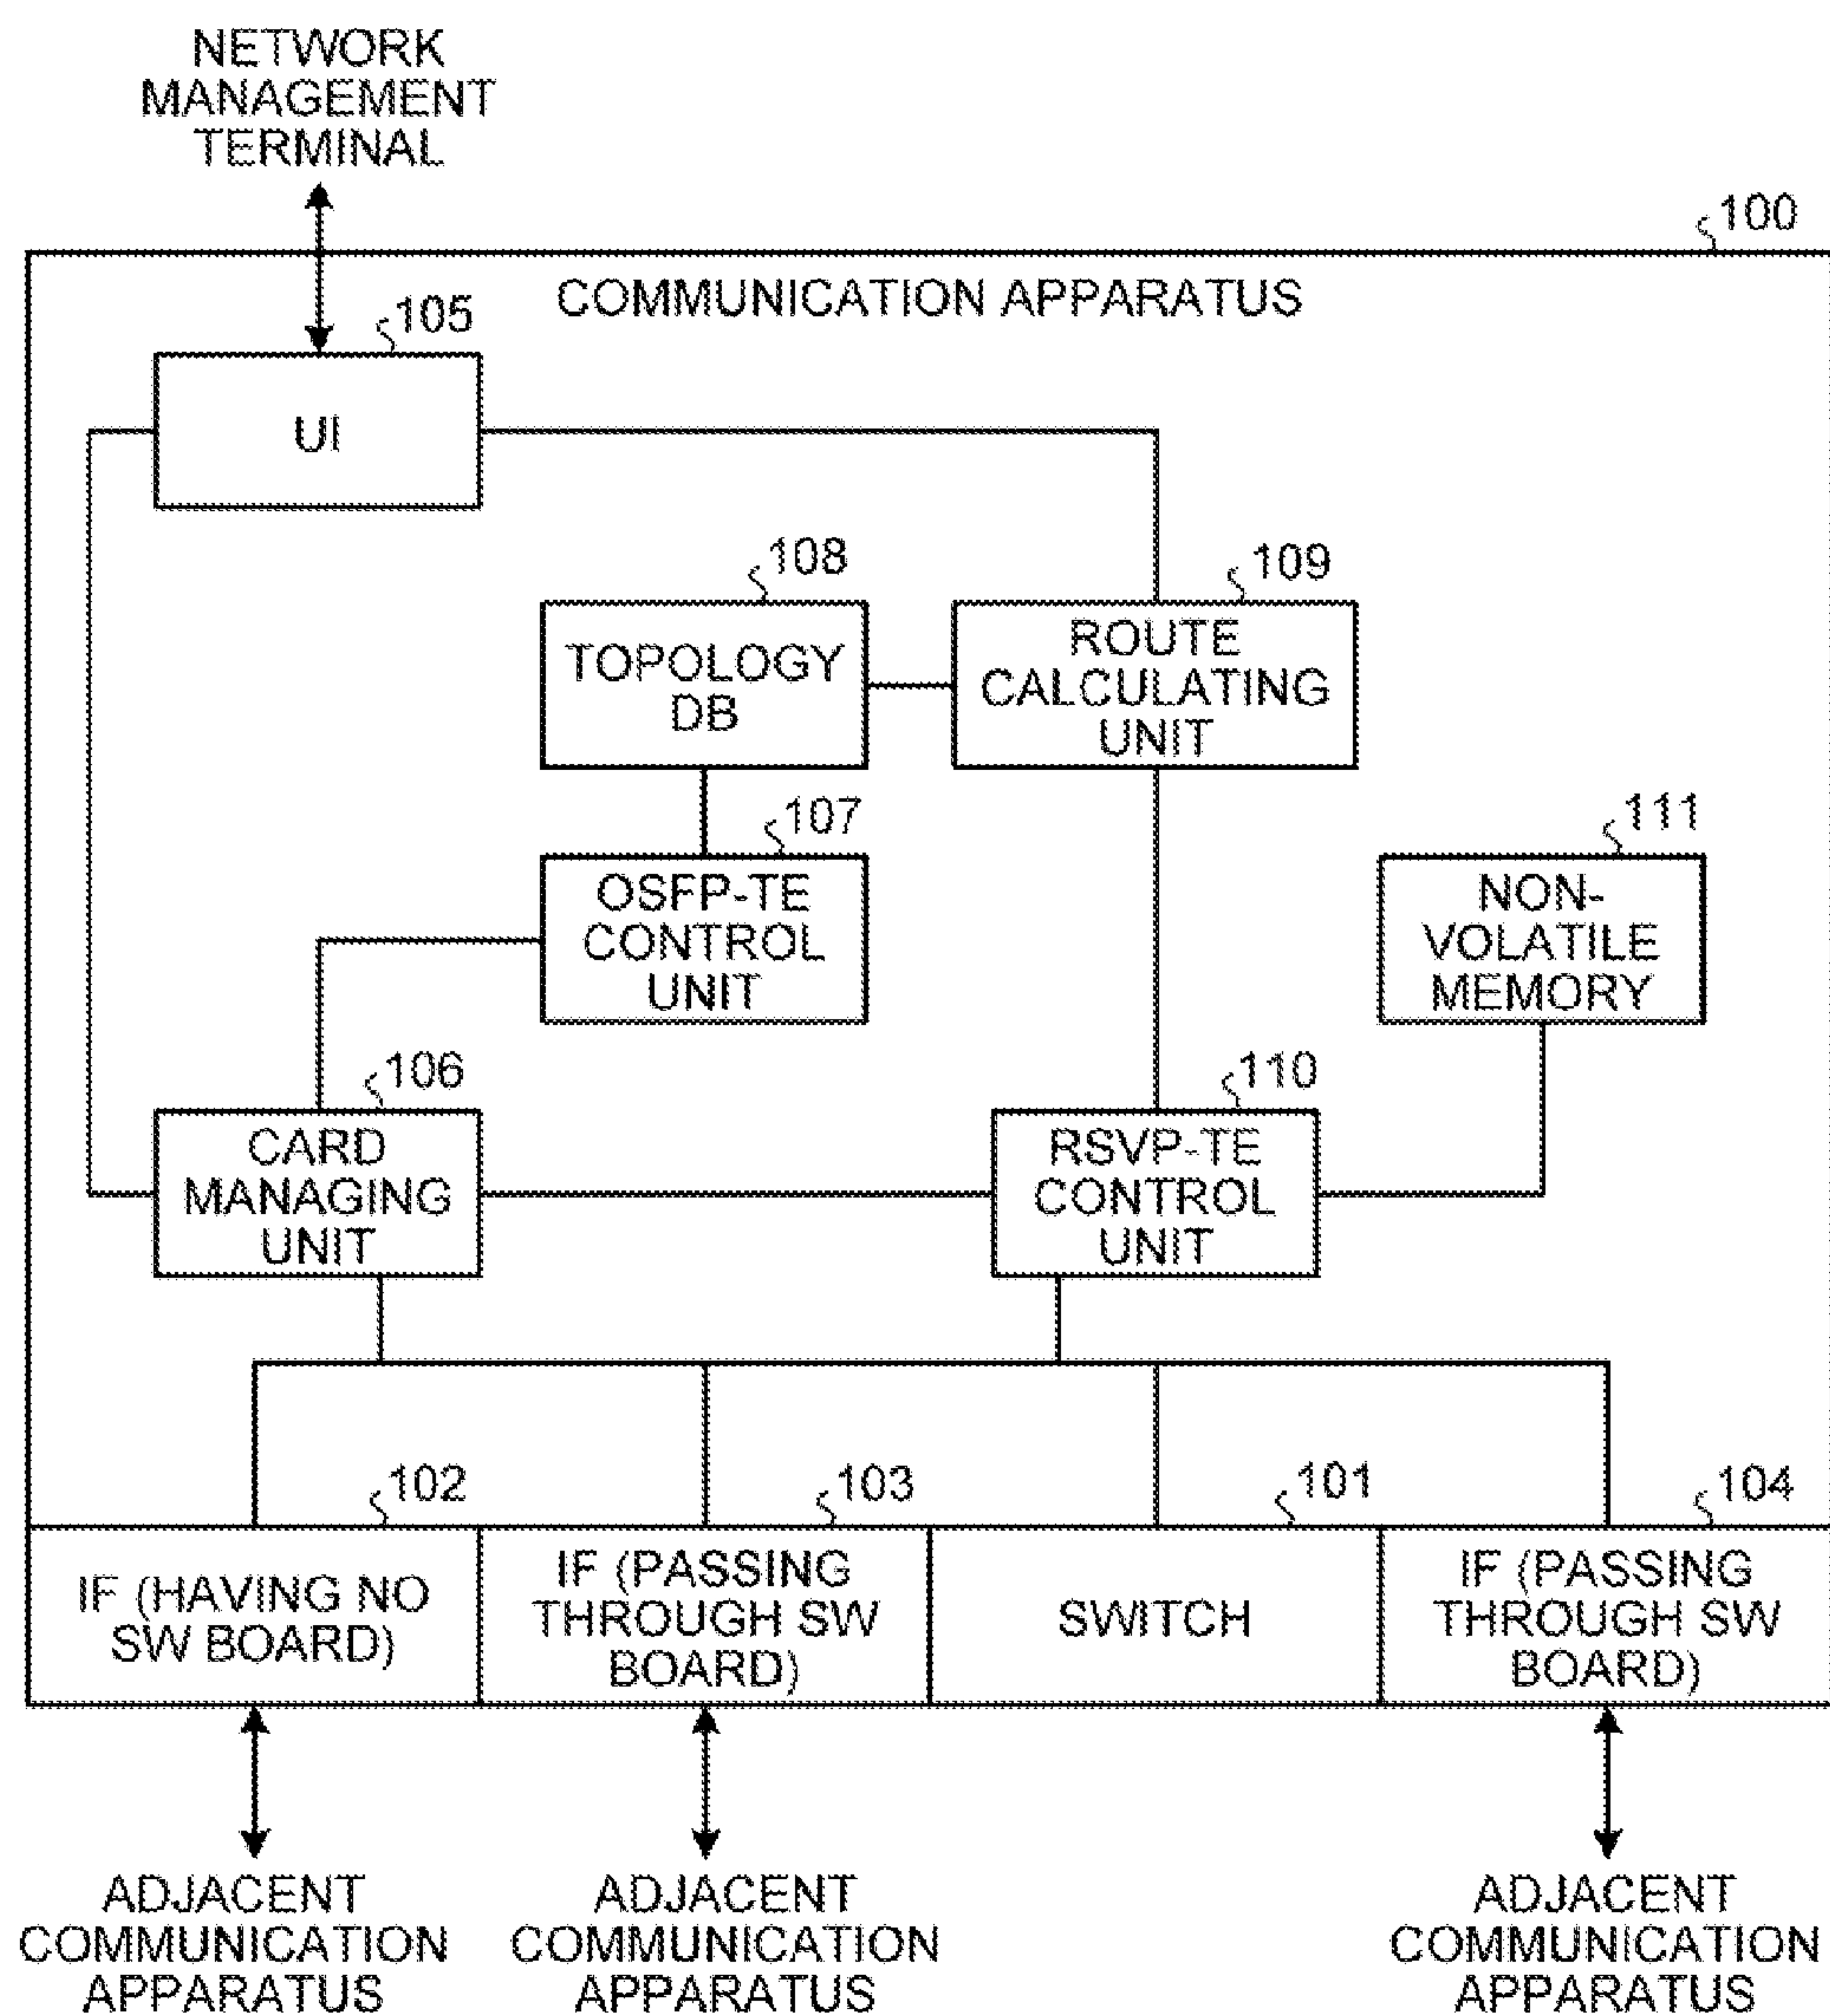 NETWORK
MANAGEMENT
TERMINAL
100
COMMUNICATION APPARATUS
105
UI
108
TOPOLOGY
DB
109
ROUTE
CALCULATING
UNIT
107
OSFP-TE
CONTROL
UNIT
111
NON-
VOLATILE
MEMORY
106
CARD
MANAGING
UNIT
110
RSVP-TE
CONTROL
UNIT
102
IF (HAVING NO
SW BOARD)
103
IF (PASSING
THROUGH SW
BOARD)
101
SWITCH
104
IF (PASSING
THROUGH SW
BOARD)
ADJACENT
COMMUNICATION
APPARATUS
ADJACENT
COMMUNICATION
APPARATUS
ADJACENT
COMMUNICATION
APPARATUS